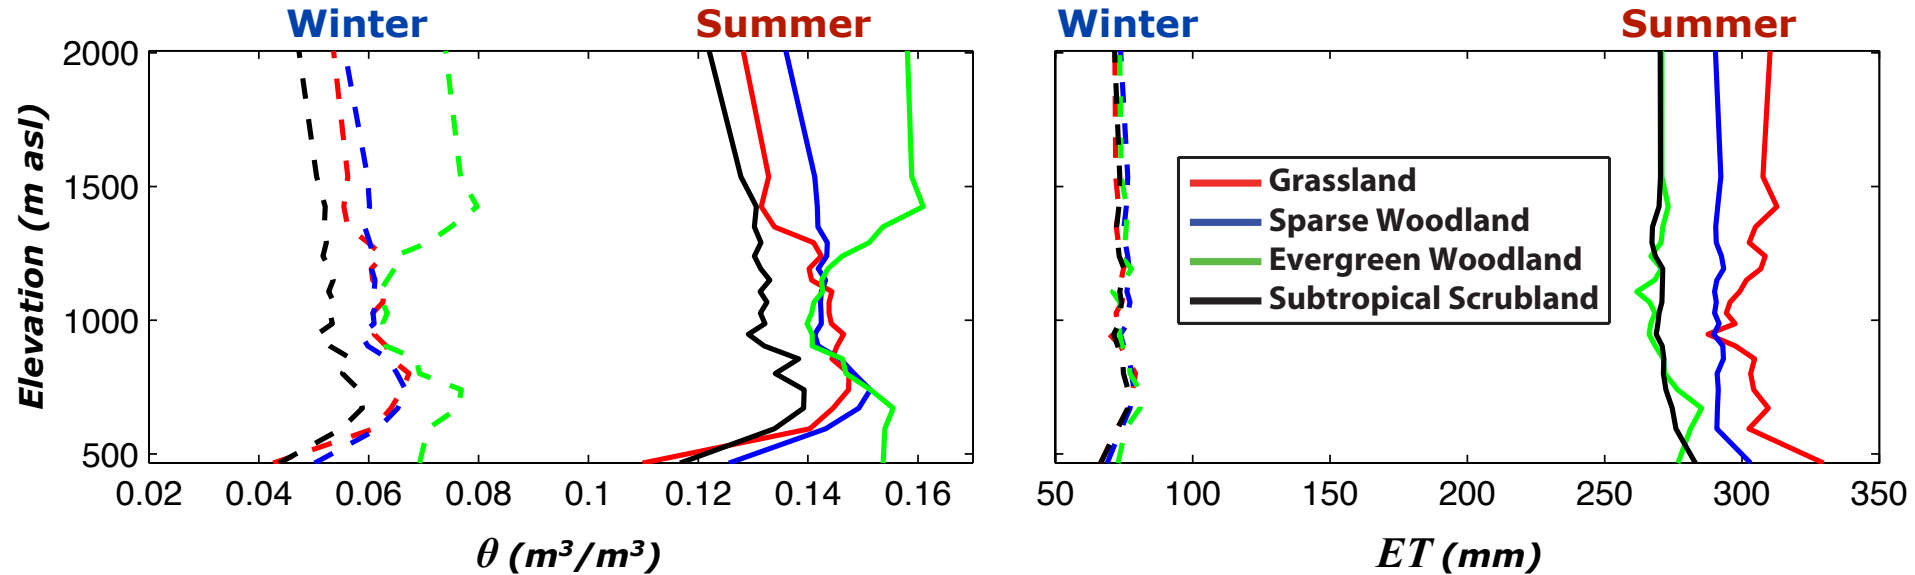 Winter Summer Winter Summer
Elevation (m asl)
2000
1500
1000
500
0.02 0.04 0.06 0.08 0.1 0.12 0.14 0.16
θ (m³/m³)
Grassland
Sparse Woodland
Evergreen Woodland
Subtropical Scrubland
50 100 150 200 250 300 350
ET (mm)